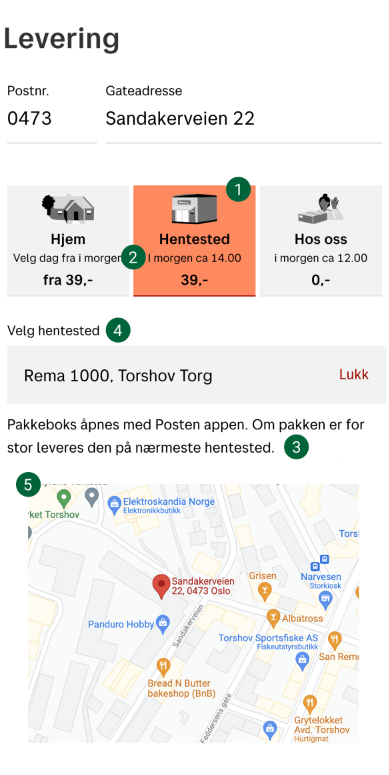 Levering
Postnr.
Gateadresse
0473
Sandakerveien 22
1
Hjem
Velg dag fra i morgen
fra 39,-
Hentested
2
I morgen ca 14.00
39,-
Hos oss
i morgen ca 12.00
0,-
Velg hentested
4
Rema 1000, Torshov Torg
Lukk
Pakkeboks åpnes med Posten appen. Om pakken er for
stor leveres den på nærmeste hentested.
3
5
rket Torshov
Elektroskandia Norge
Elektronikkbutikk
Tors
Sandakerveien
22, 0473 Oslo
Grisen
Narvesen
Storkiosk
Panduro Hobby
Sandakerveien
Albatross
Torshov Sportsfiske AS
Fiskeutstyrsbutikk
San Reme
Bread N Butter
bakeshop (BnB)
Feddersens gate
Grytelokket
Avd. Torshov
Hurtigmat